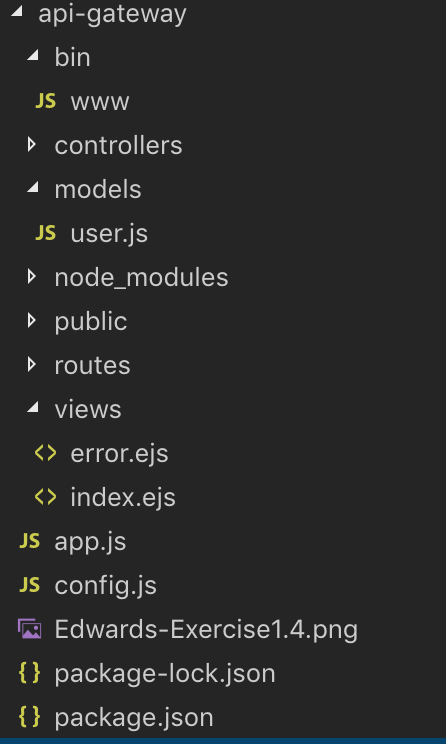 api-gateway
bin
JS www
controllers
models
JS user.js
node_modules
public
routes
views
<> error.ejs
<> index.ejs
JS app.js
JS config.js
Edwards-Exercise1.4.png
{} package-lock.json
{} package.json